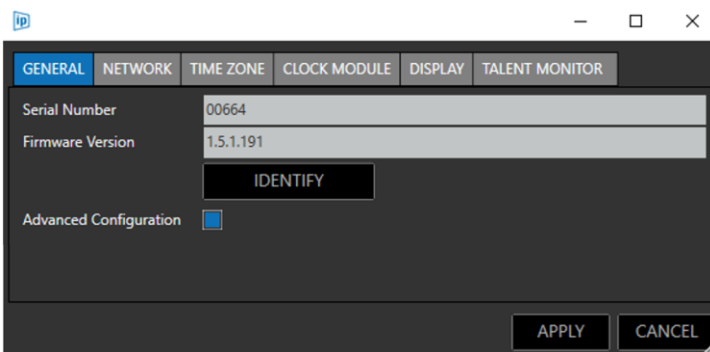 ip
GENERAL NETWORK TIME ZONE CLOCK MODULE DISPLAY TALENT MONITOR
Serial Number 00664
Firmware Version 1.5.1.191
IDENTIFY
Advanced Configuration
APPLY CANCEL